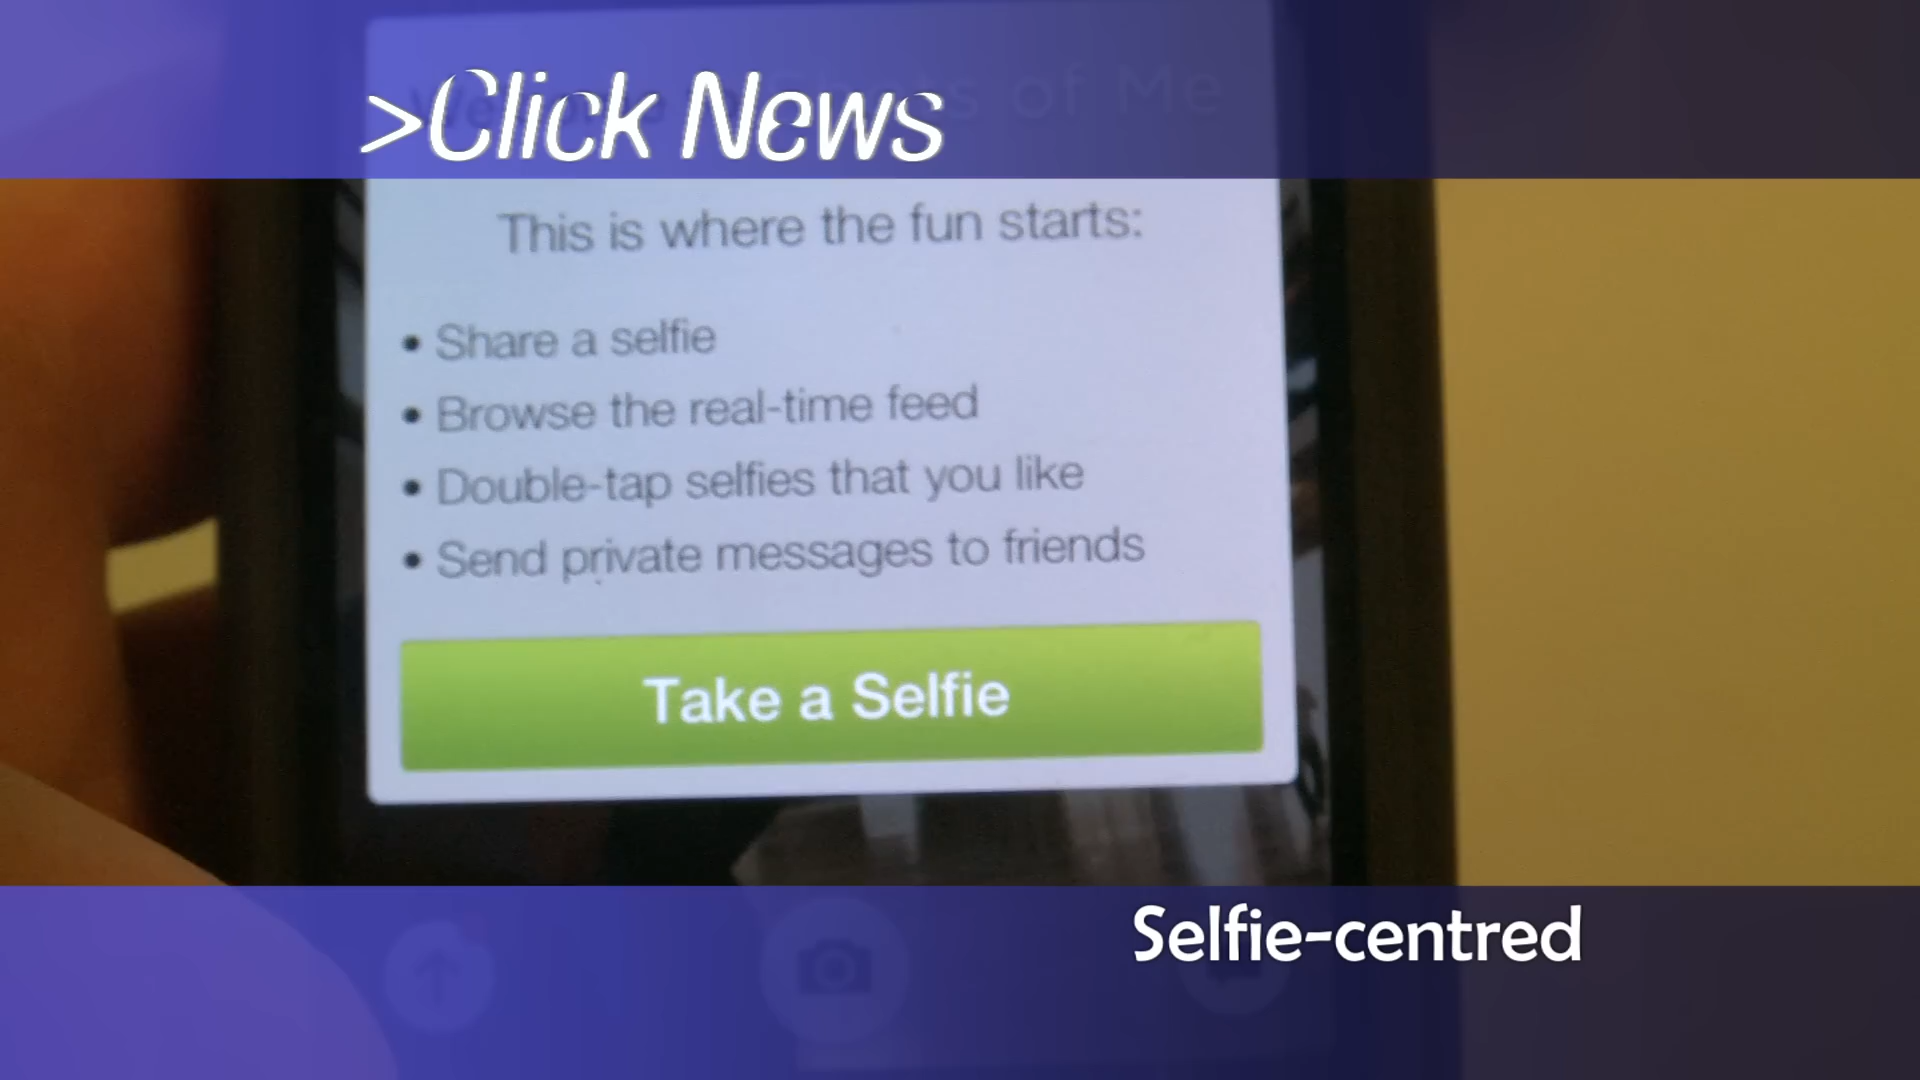 >Click News
This is where the fun starts:
• Share a selfie
• Browse the real-time feed
• Double-tap selfies that you like
• Send private messages to friends
Take a Selfie
Selfie-centred